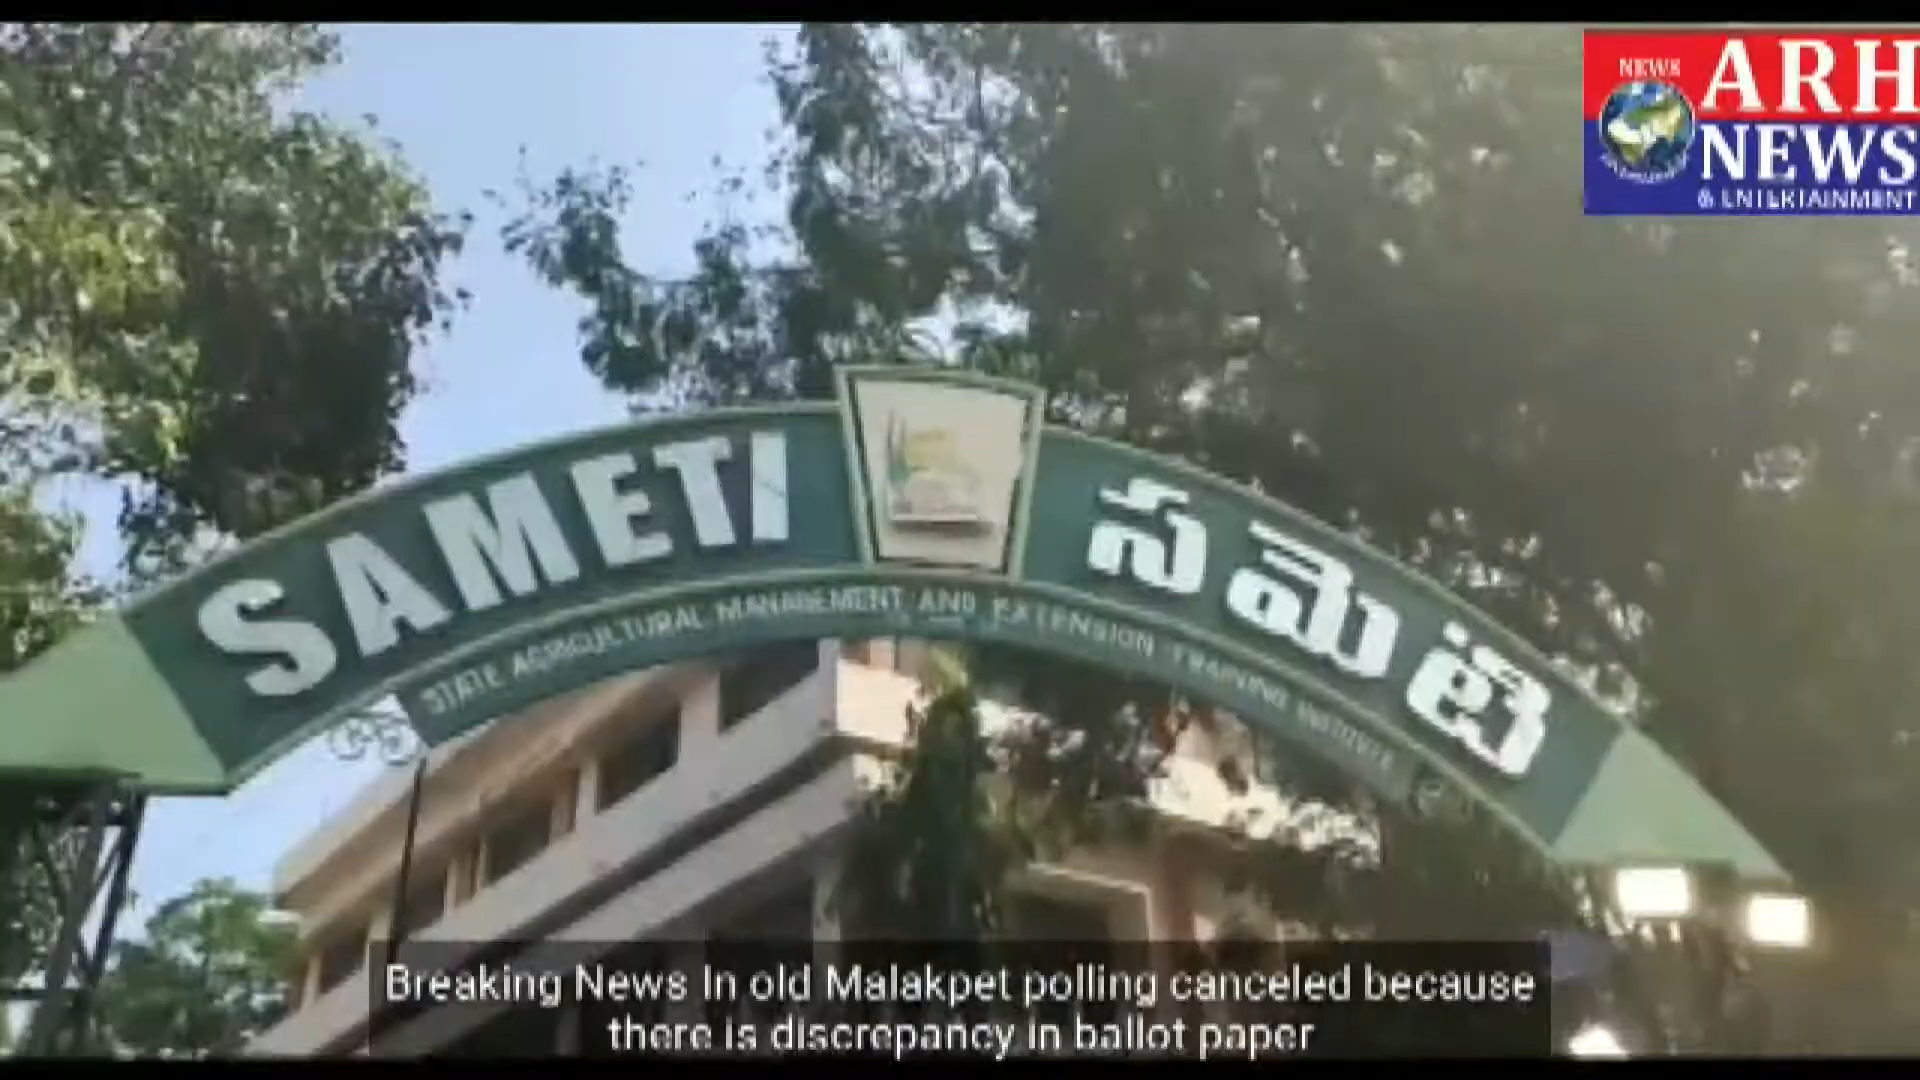 NEWS
ARH
NEWS
& ENTERTAINMENT
SAMETI
సమేతి
STATE AGRICULTURAL MANAGEMENT AND EXTENSION TRAINING INSTITUTE
Breaking News In old Malakpet polling canceled because
there is discrepancy in ballot paper